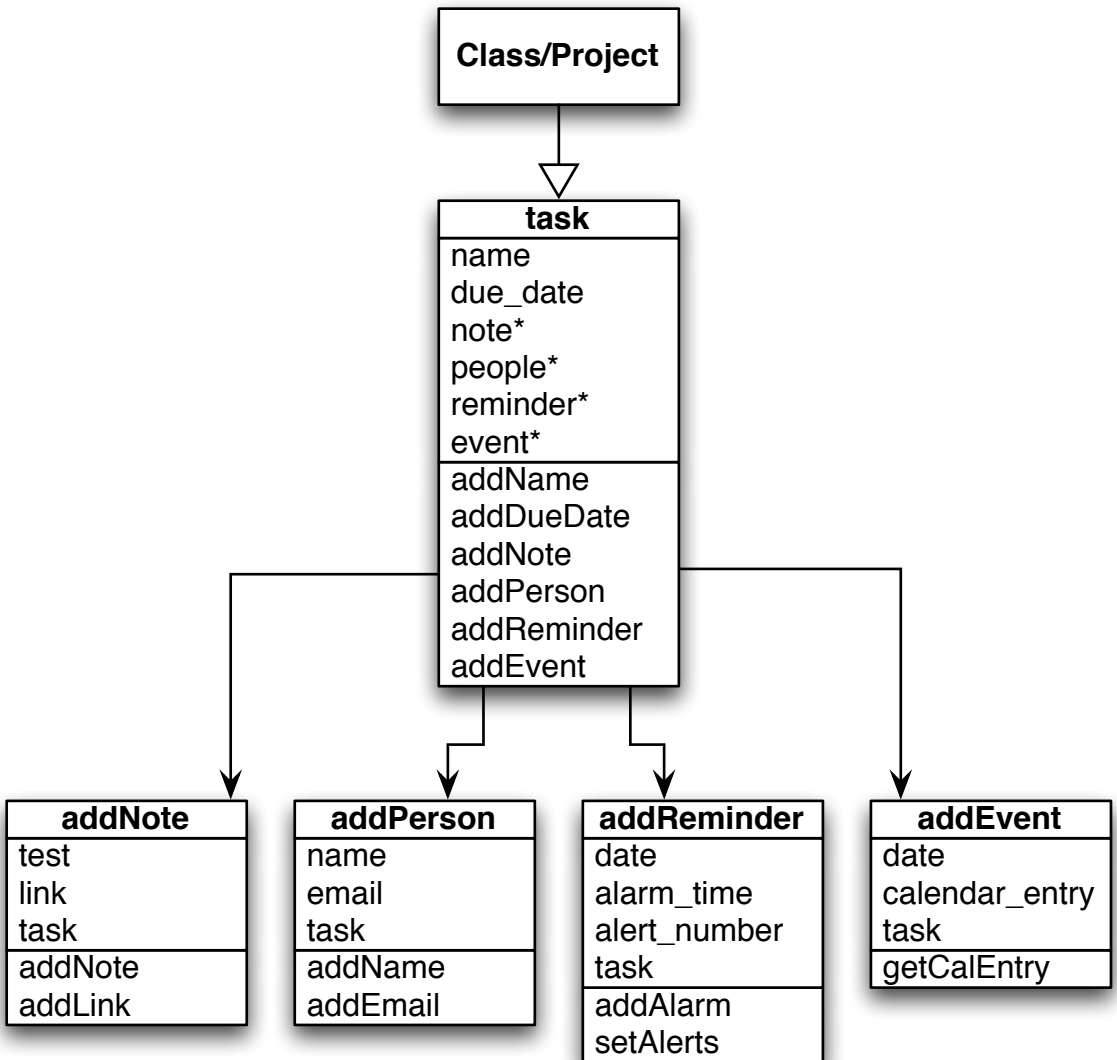 Class/Project
task
name
due_date
note*
people*
reminder*
event*
addName
addDueDate
addNote
addPerson
addReminder
addEvent
addNote
test
link
task
addNote
addLink
addPerson
name
email
task
addName
addEmail
addReminder
date
alarm_time
alert_number
task
addAlarm
setAlerts
addEvent
date
calendar_entry
task
getCalEntry